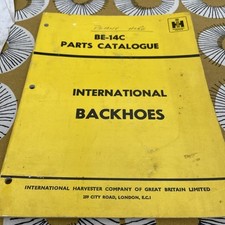 BE-14C
PARTS CATALOGUE
INTERNATIONAL
BACKHOES
INTERNATIONAL HARVESTER COMPANY OF GREAT BRITAIN LIMITED
259 CITY ROAD, LONDON, E.C.1